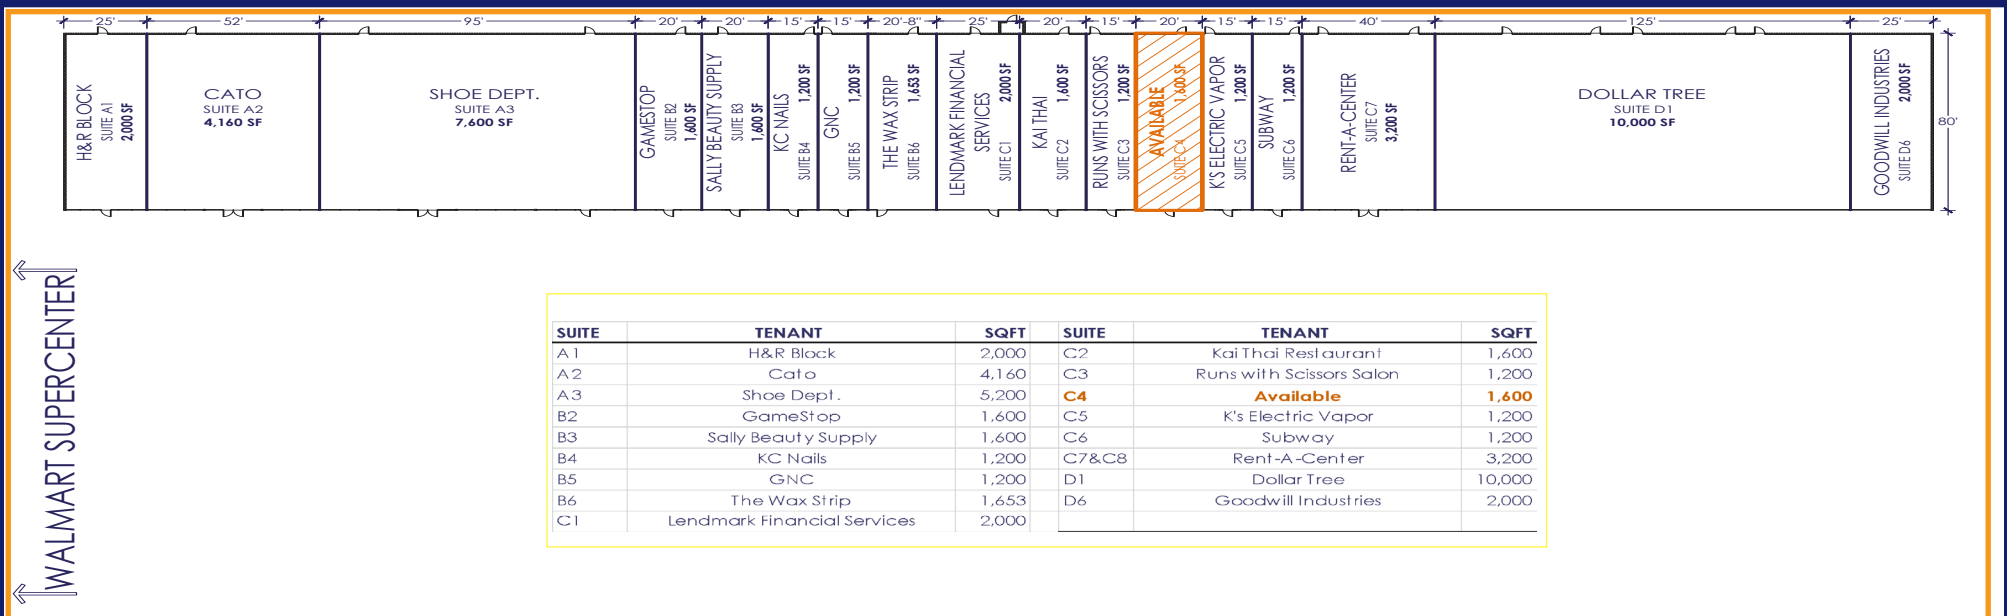 25' 52' 95' 20' 20' 15' 15' 20'-8" 25' 20' 15' 20' 15' 15' 40' 125' 25'
H&R BLOCK
SUITE A1
2,000 SF
CATO
SUITE A2
4,160 SF
SHOE DEPT.
SUITE A3
7,600 SF
GAMESTOP
SUITE B2
1,600 SF
SALLY BEAUTY SUPPLY
SUITE B3
1,600 SF
KC NAILS
SUITE B4 1,200 SF
GNC
SUITE B5 1,200 SF
THE WAX STRIP
SUITE B6 1,653 SF
LENDMARK FINANCIAL
SERVICES
SUITE C1 2,000 SF
KAI THAI
SUITE C2 1,600 SF
RUNS WITH SCISSORS
SUITE C3 1,200 SF
AVAILABLE
SUITE C4 1,600 SF
K'S ELECTRIC VAPOR
SUITE C5 1,200 SF
SUBWAY
SUITE C6 1,200 SF
RENT-A-CENTER
SUITE C7
3,200 SF
DOLLAR TREE
SUITE D1
10,000 SF
GOODWILL INDUSTRIES
SUITE D6 2,000 SF
80'
WALMART SUPERCENTER
SUITE TENANT SQFT SUITE TENANT SQFT
A1 H&R Block 2,000 C2 Kai Thai Restaurant 1,600
A2 Cato 4,160 C3 Runs with Scissors Salon 1,200
A3 Shoe Dept. 5,200 C4 Available 1,600
B2 GameStop 1,600 C5 K's Electric Vapor 1,200
B3 Sally Beauty Supply 1,600 C6 Subway 1,200
B4 KC Nails 1,200 C7&C8 Rent-A-Center 3,200
B5 GNC 1,200 D1 Dollar Tree 10,000
B6 The Wax Strip 1,653 D6 Goodwill Industries 2,000
C1 Lendmark Financial Services 2,000